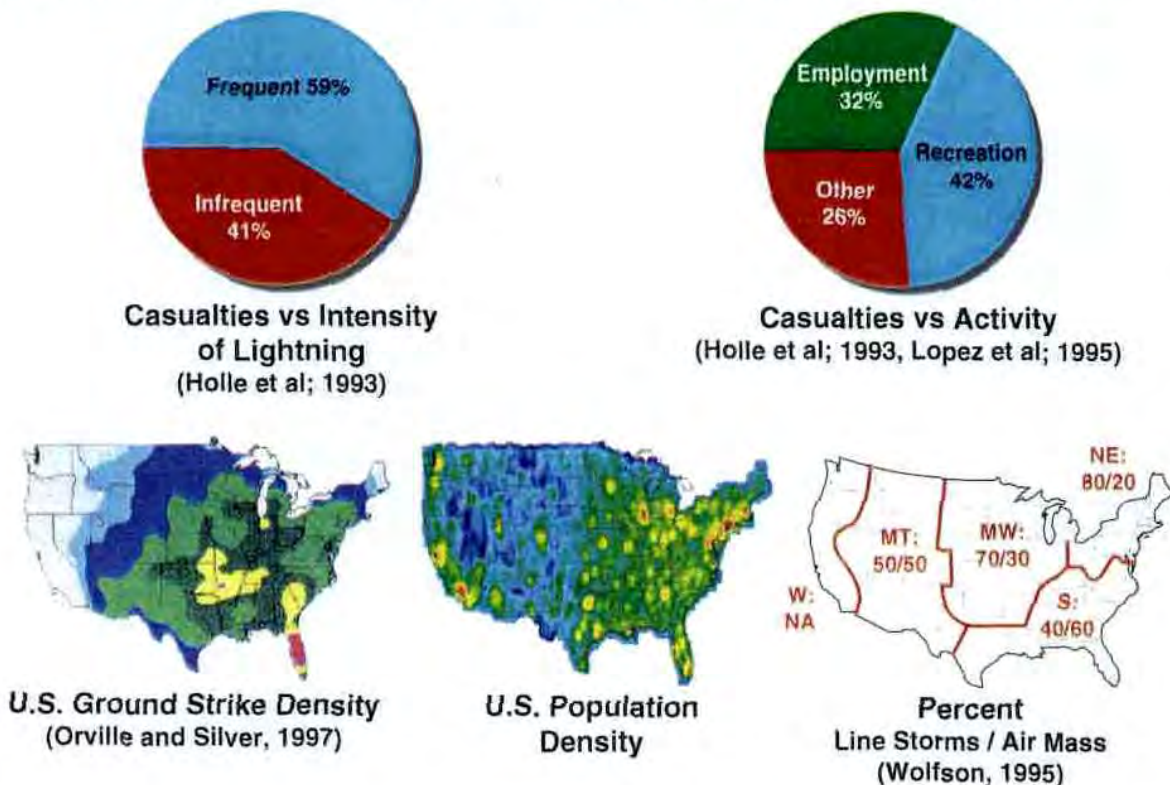 Frequent 59%
Infrequent
41%
Casualties vs Intensity
of Lightning
(Holle et al; 1993)
Employment
32%
Recreation
42%
Other
26%
Casualties vs Activity
(Holle et al; 1993, Lopez et al; 1995)
U.S. Ground Strike Density
(Orville and Silver, 1997)
U.S. Population
Density
NE:
80/20
MT:
50/50
MW:
70/30
W:
NA
S:
40/60
Percent
Line Storms / Air Mass
(Wolfson, 1995)